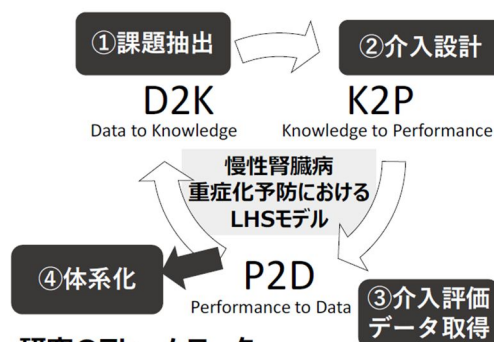 ①課題抽出
②介入設計
D2K
Data to Knowledge
K2P
Knowledge to Performance
慢性腎臓病
重症化予防における
LHSモデル
④体系化
P2D
Performance to Data
③介入評価
データ取得